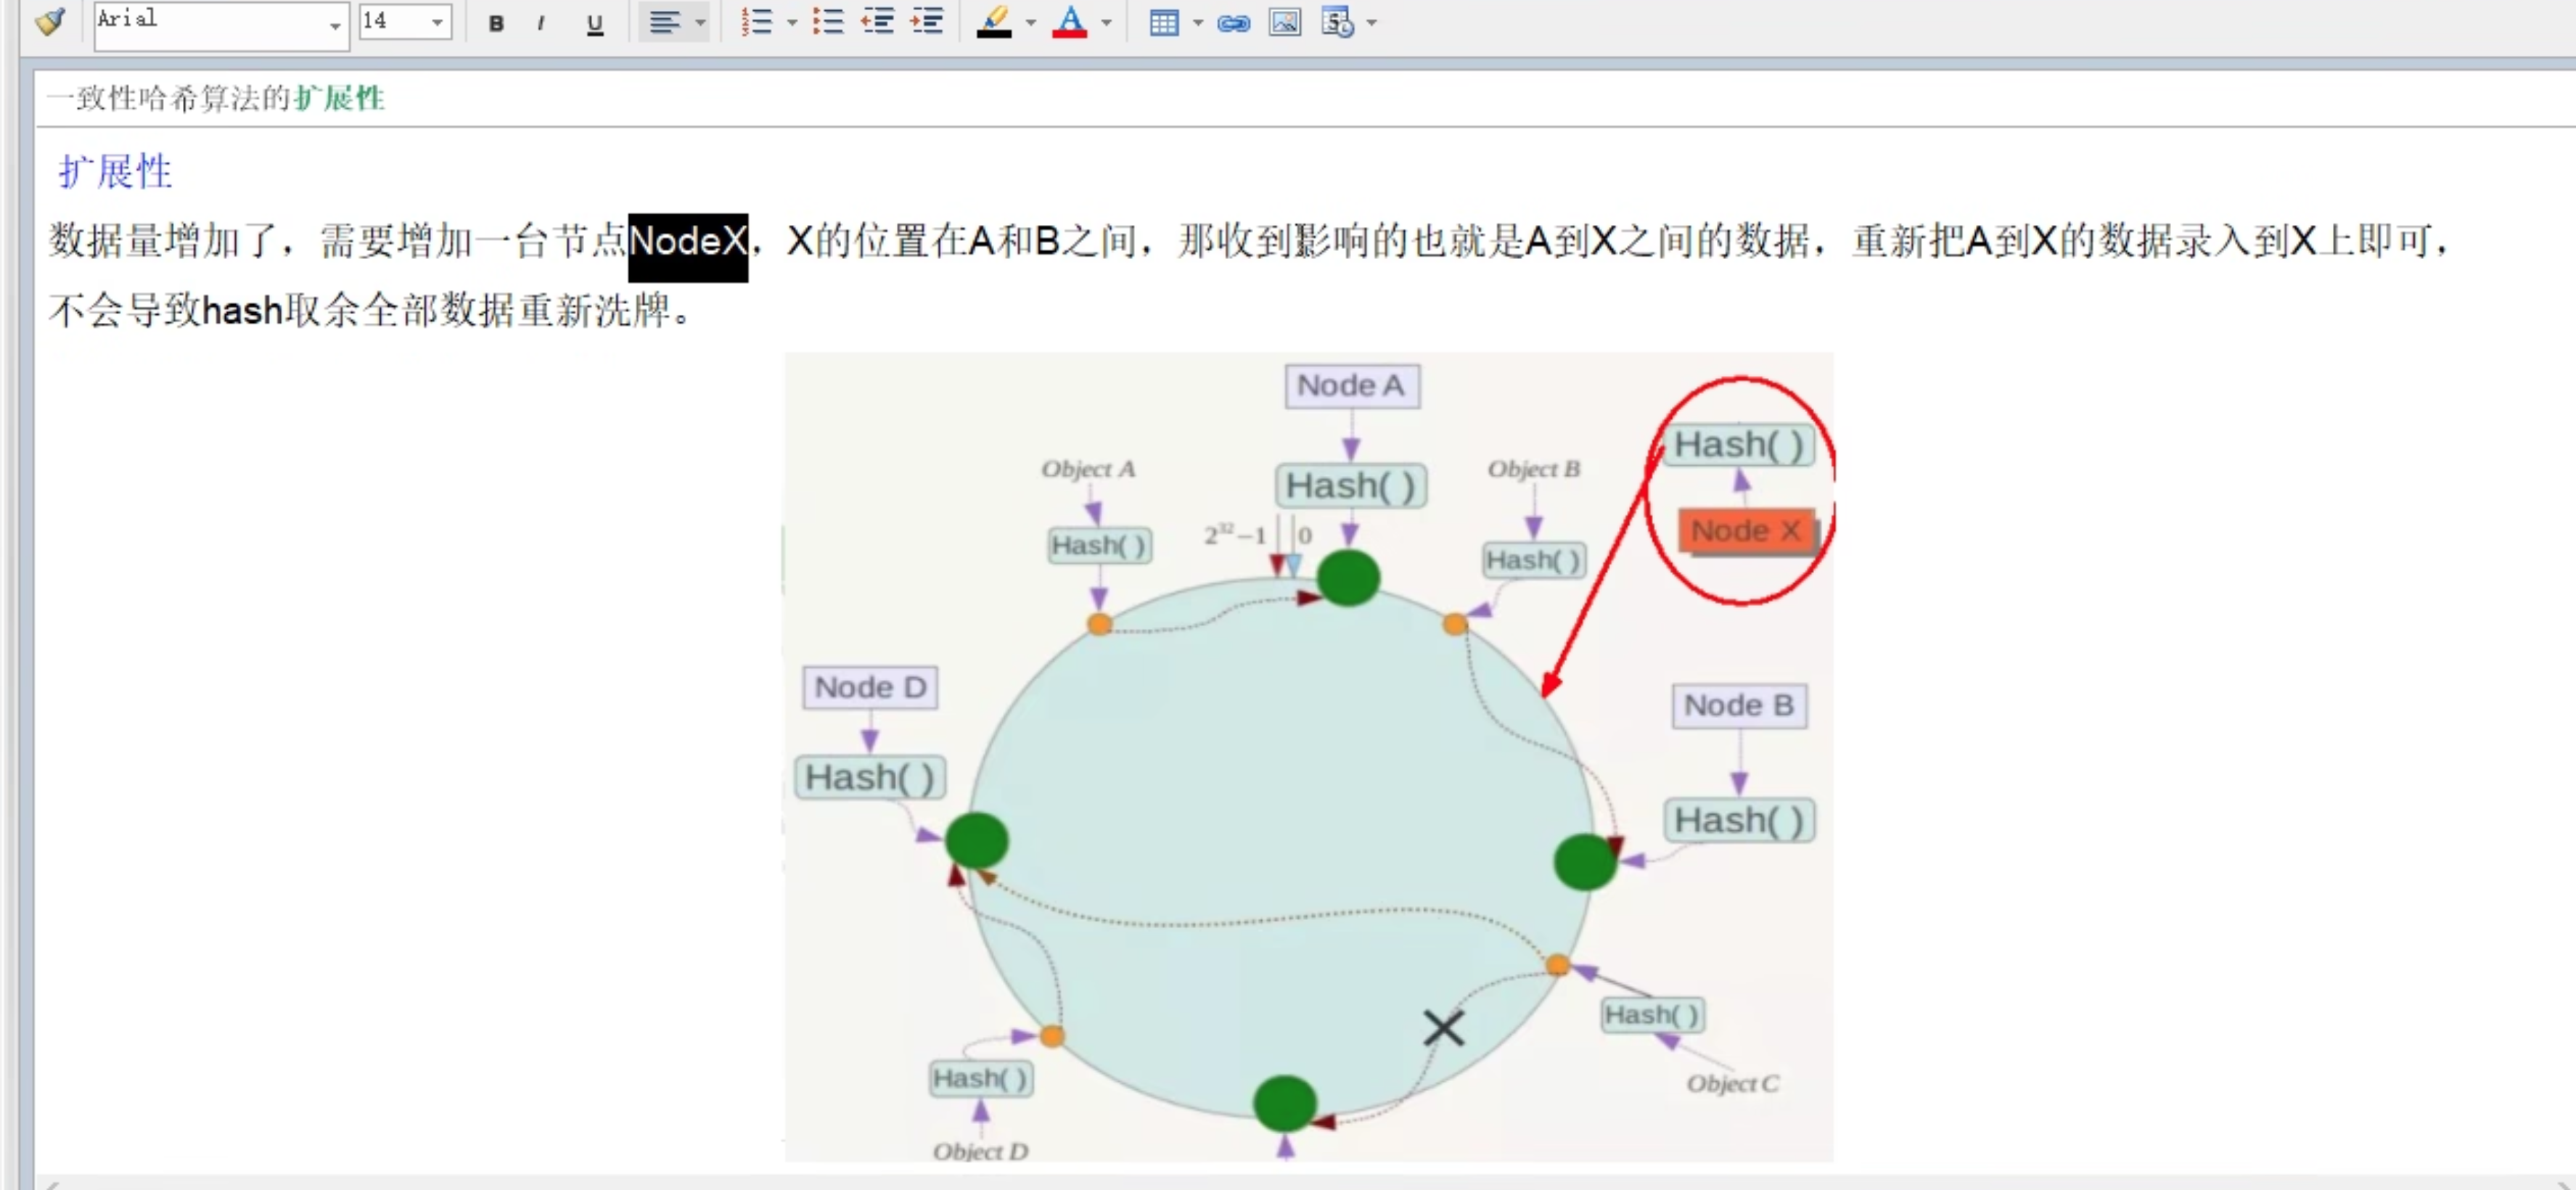 Arial
14
B I U
一致性哈希算法的扩展性
扩展性
数据量增加了，需要增加一台节点NodeX，X的位置在A和B之间，那收到影响的也就是A到X之间的数据，重新把A到X的数据录入到X上即可，
不会导致hash取余全部数据重新洗牌。
Node A
Hash( )
Object A
Hash( )
2³²−1
0
Object B
Hash( )
Hash( )
Node X
Node D
Hash( )
Node B
Hash( )
Hash( )
Object C
Hash( )
Object D